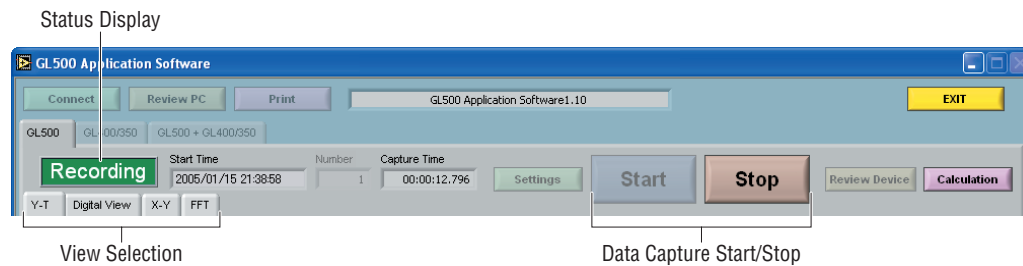 Status Display
GL500 Application Software
Connect Review PC Print GL500 Application Software1.10 EXIT
GL500 GL400/350 GL500 + GL400/350
Recording Start Time Number Capture Time
2005/01/15 21:38:58 1 00:00:12.796 Settings Start Stop Review Device Calculation
Y-T Digital View X-Y FFT
View Selection Data Capture Start/Stop